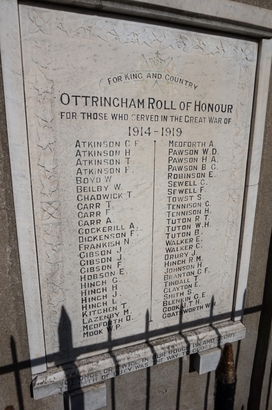 FOR KING AND COUNTRY
OTTRINGHAM ROLL OF HONOUR
FOR THOSE WHO SERVED IN THE GREAT WAR OF
1914-1919
ATKINSON C F
ATKINSON H
ATKINSON T
ATKINSON F
BOYD W
BEILBY W
CHADWICK T
CARR T
CARR F
CARR A
COCKERILL A
DICKENSON F
FRANKISH N
GIBSON J
GIBSON J
GIBSON F
HOBSON E
HINCH G
HINCH H
HINCH J
HINCH A
KITCHEN T
LAZENBY M
MEDFORTH D
MOOK W P
MEDFORTH A
PAWSON W D
PAWSON H A
PAWSON B G
ROBINSON E
SEWELL G
SEWELL F
TOWST S
TENNISON G
TENNISON H
TUTON R T
TUTON W H
TUTON B
WALKER E
WALKER C
DRURY J
HINCH R M
JOHNSON H
BRANTON C F
TINDALL F
CLAYTON E
SMITH S
BLENKIN G E
COOK J T H
COATSWORTH W